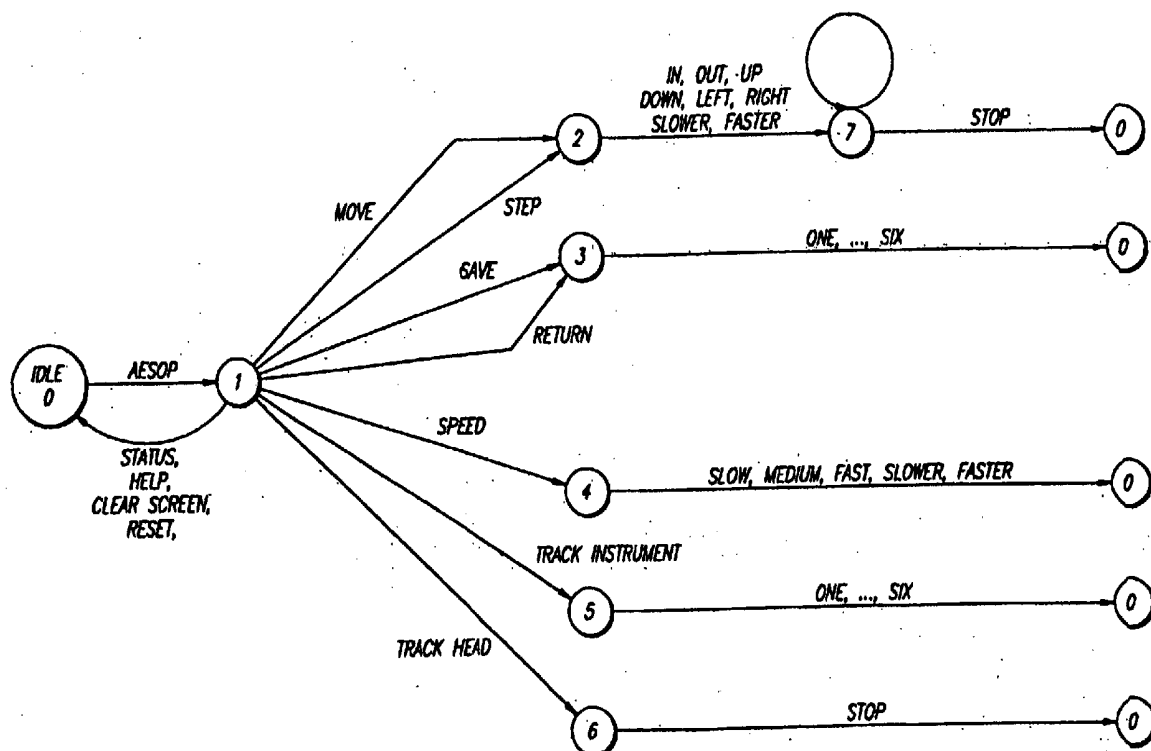 IN, OUT, UP
DOWN, LEFT, RIGHT
SLOWER, FASTER
7
STOP
0
2
MOVE
STEP
3
ONE, ..., SIX
0
SAVE
RETURN
IDLE
0
AESOP
1
STATUS,
HELP,
CLEAR SCREEN,
RESET,
SPEED
4
SLOW, MEDIUM, FAST, SLOWER, FASTER
0
TRACK INSTRUMENT
5
ONE, ..., SIX
0
TRACK HEAD
6
STOP
0